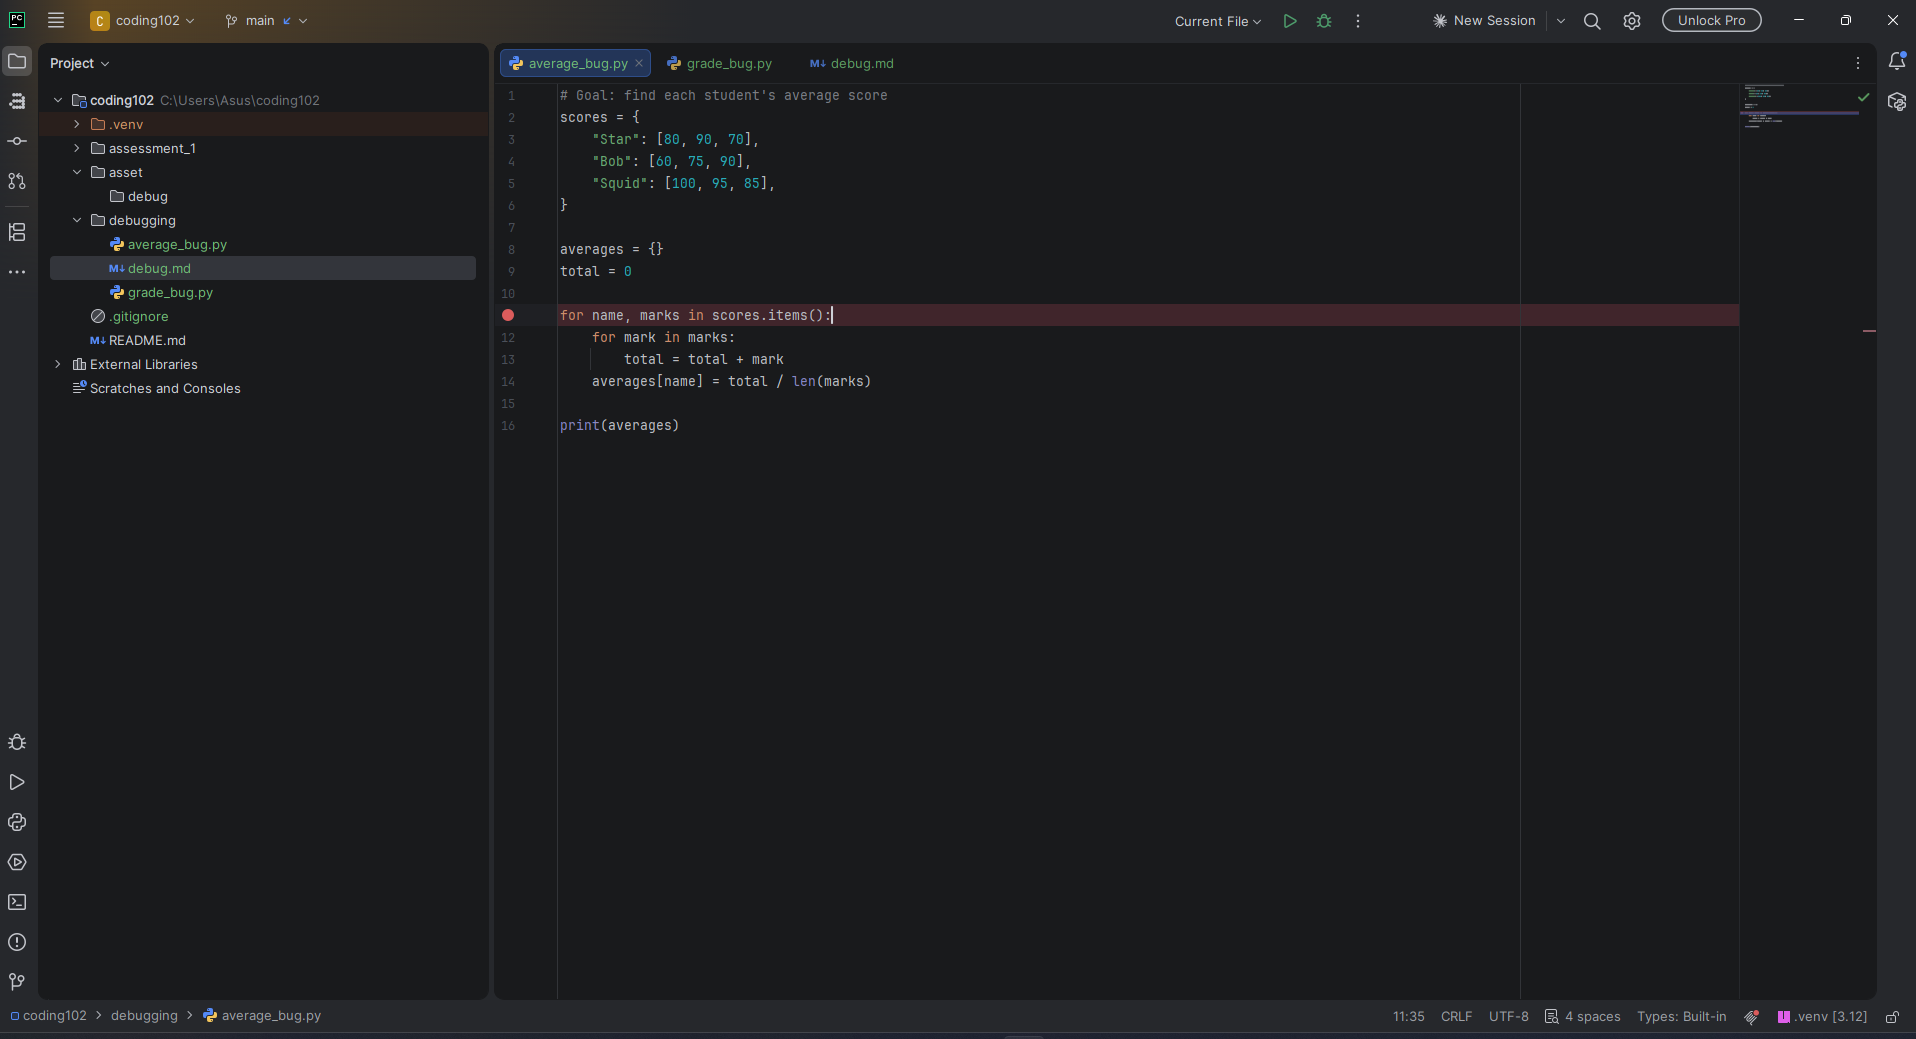 PC
C coding102
main
Current File
New Session
Unlock Pro
Project
average_bug.py
grade_bug.py
M↓ debug.md
coding102 C:\Users\Asus\coding102
.venv
assessment_1
asset
debug
debugging
average_bug.py
M↓ debug.md
grade_bug.py
.gitignore
M↓ README.md
External Libraries
Scratches and Consoles
1 # Goal: find each student's average score
2 scores = {
3     "Star": [80, 90, 70],
4     "Bob": [60, 75, 90],
5     "Squid": [100, 95, 85],
6 }
7
8 averages = {}
9 total = 0
10
for name, marks in scores.items():
12     for mark in marks:
13         total = total + mark
14     averages[name] = total / len(marks)
15
16 print(averages)
coding102 > debugging > average_bug.py
11:35 CRLF UTF-8 4 spaces Types: Built-in .venv [3.12]